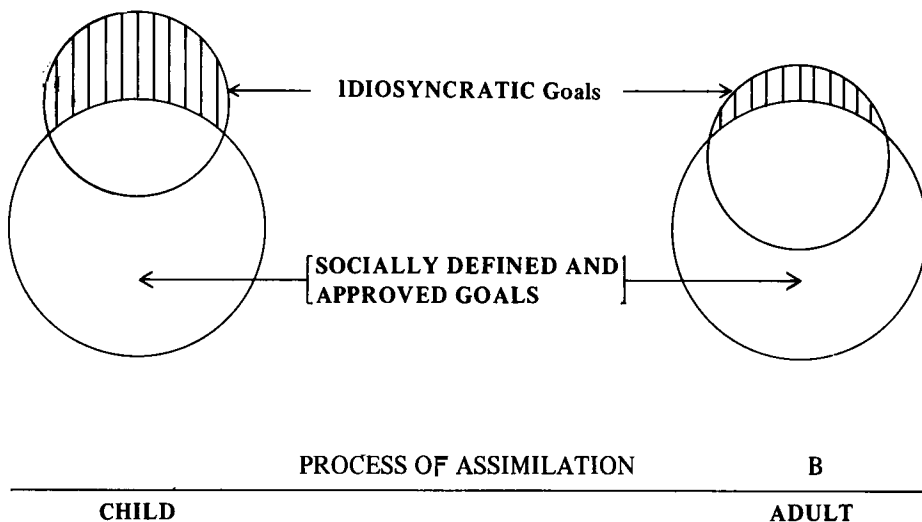 IDIOSYNCRATIC Goals
[SOCIALLY DEFINED AND
APPROVED GOALS]
PROCESS OF ASSIMILATION B
CHILD ADULT